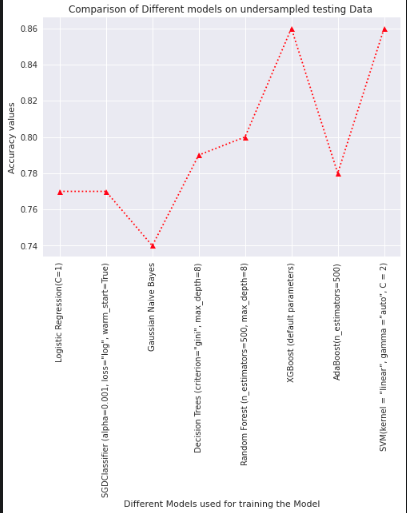 Comparison of Different models on undersampled testing Data
Accuracy values
0.86
0.84
0.82
0.80
0.78
0.76
0.74
Logistic Regression(C=1)
SGDClassifier (alpha=0.001, loss="log", warm_start=True)
Gaussian Naive Bayes
Decision Trees (criterion="gini", max_depth=8)
Random Forest (n_estimators=500, max_depth=8)
XGBoost (default parameters)
AdaBoost(n_estimators=500)
SVM(kernel = "linear", gamma ="auto", C = 2)
Different Models used for training the Model